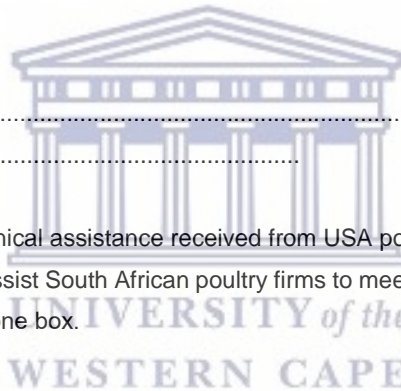 ................................................................................
................................................
nical assistance received from USA po
ssist South African poultry firms to mee
one box.
UNIVERSITY of the
WESTERN CAPE